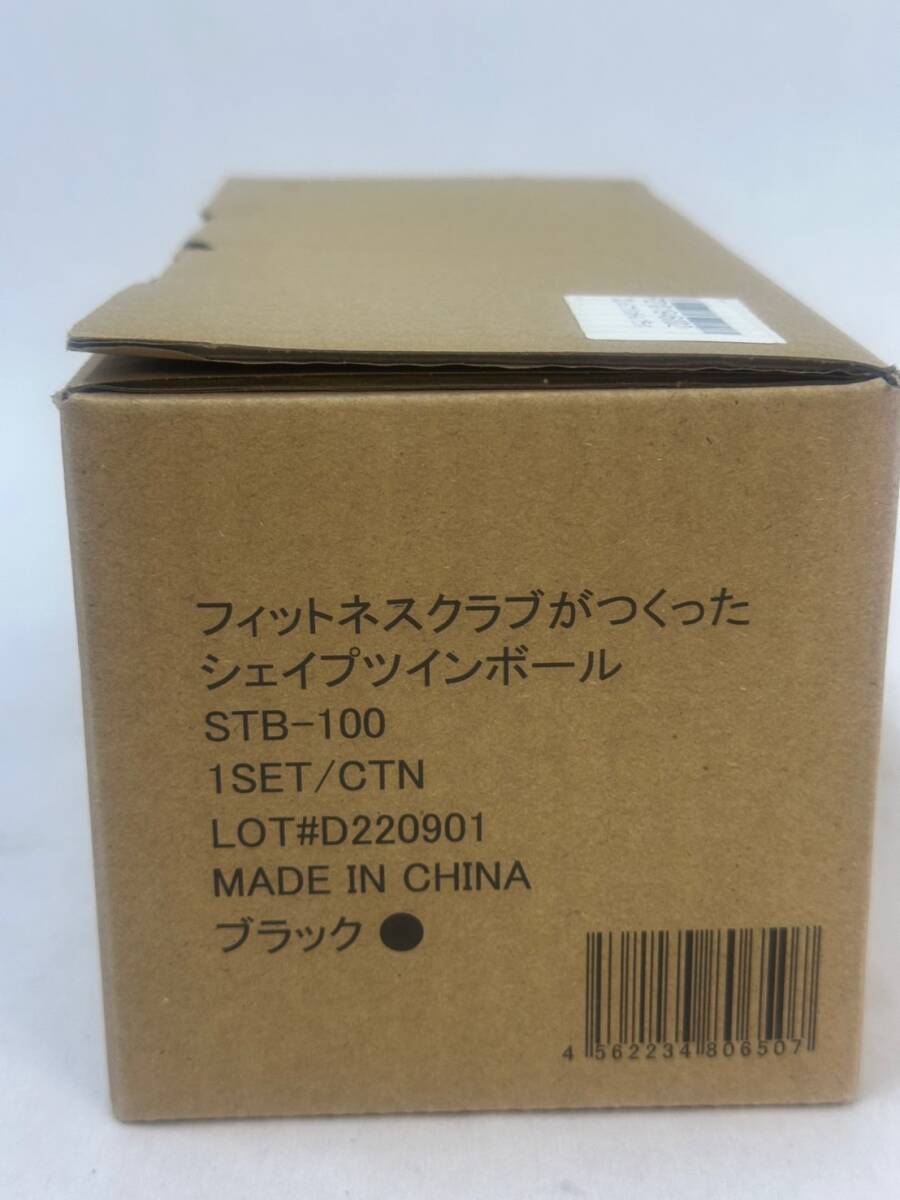 フィットネスクラブがつくった
シェイプツインボール
STB-100
1SET/CTN
LOT#D220901
MADE IN CHINA
ブラック ●
4 562234 806507